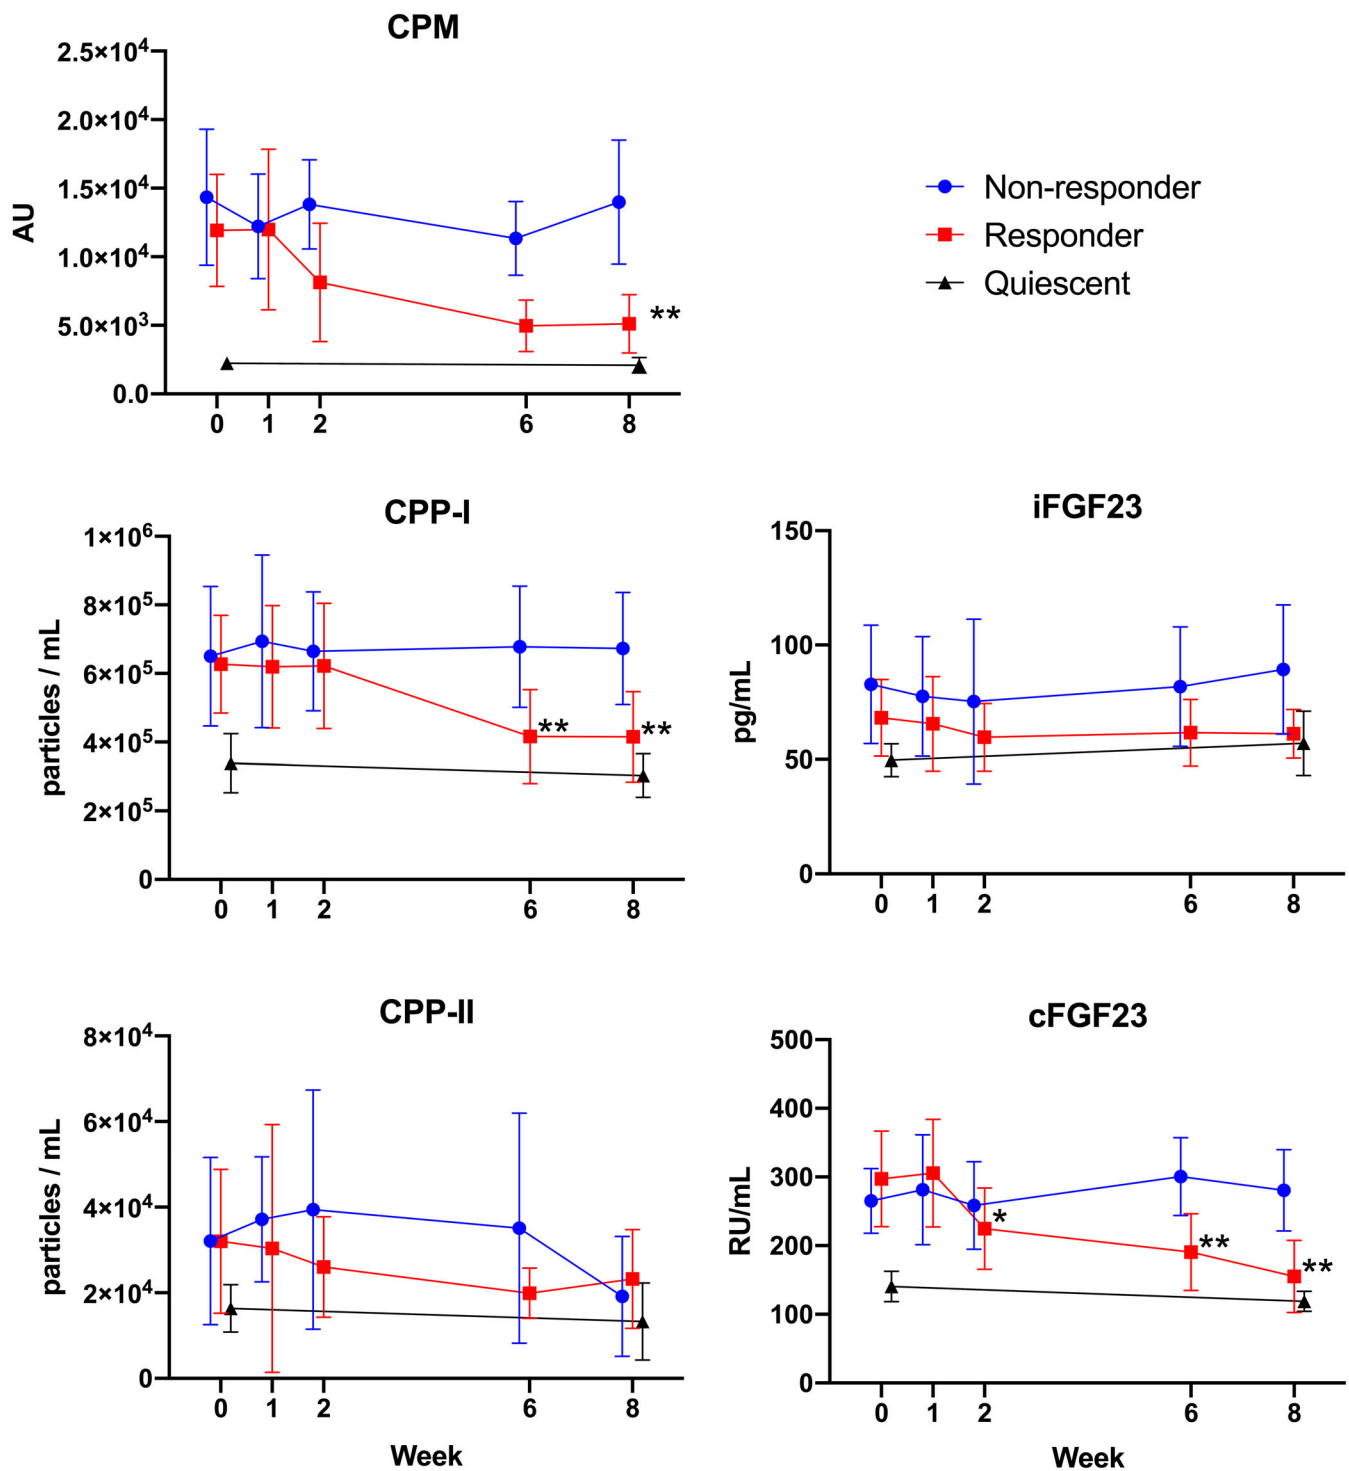 CPM
2.5×10⁴
2.0×10⁴
1.5×10⁴
1.0×10⁴
5.0×10³
0.0
AU
**
0 1 2 6 8
Non-responder
Responder
Quiescent
CPP-I
1×10⁶
8×10⁵
6×10⁵
4×10⁵
2×10⁵
0
particles / mL
** **
0 1 2 6 8
iFGF23
150
100
50
0
pg/mL
0 1 2 6 8
CPP-II
8×10⁴
6×10⁴
4×10⁴
2×10⁴
0
particles / mL
0 1 2 6 8
Week
cFGF23
500
400
300
200
100
0
RU/mL
* ** **
0 1 2 6 8
Week